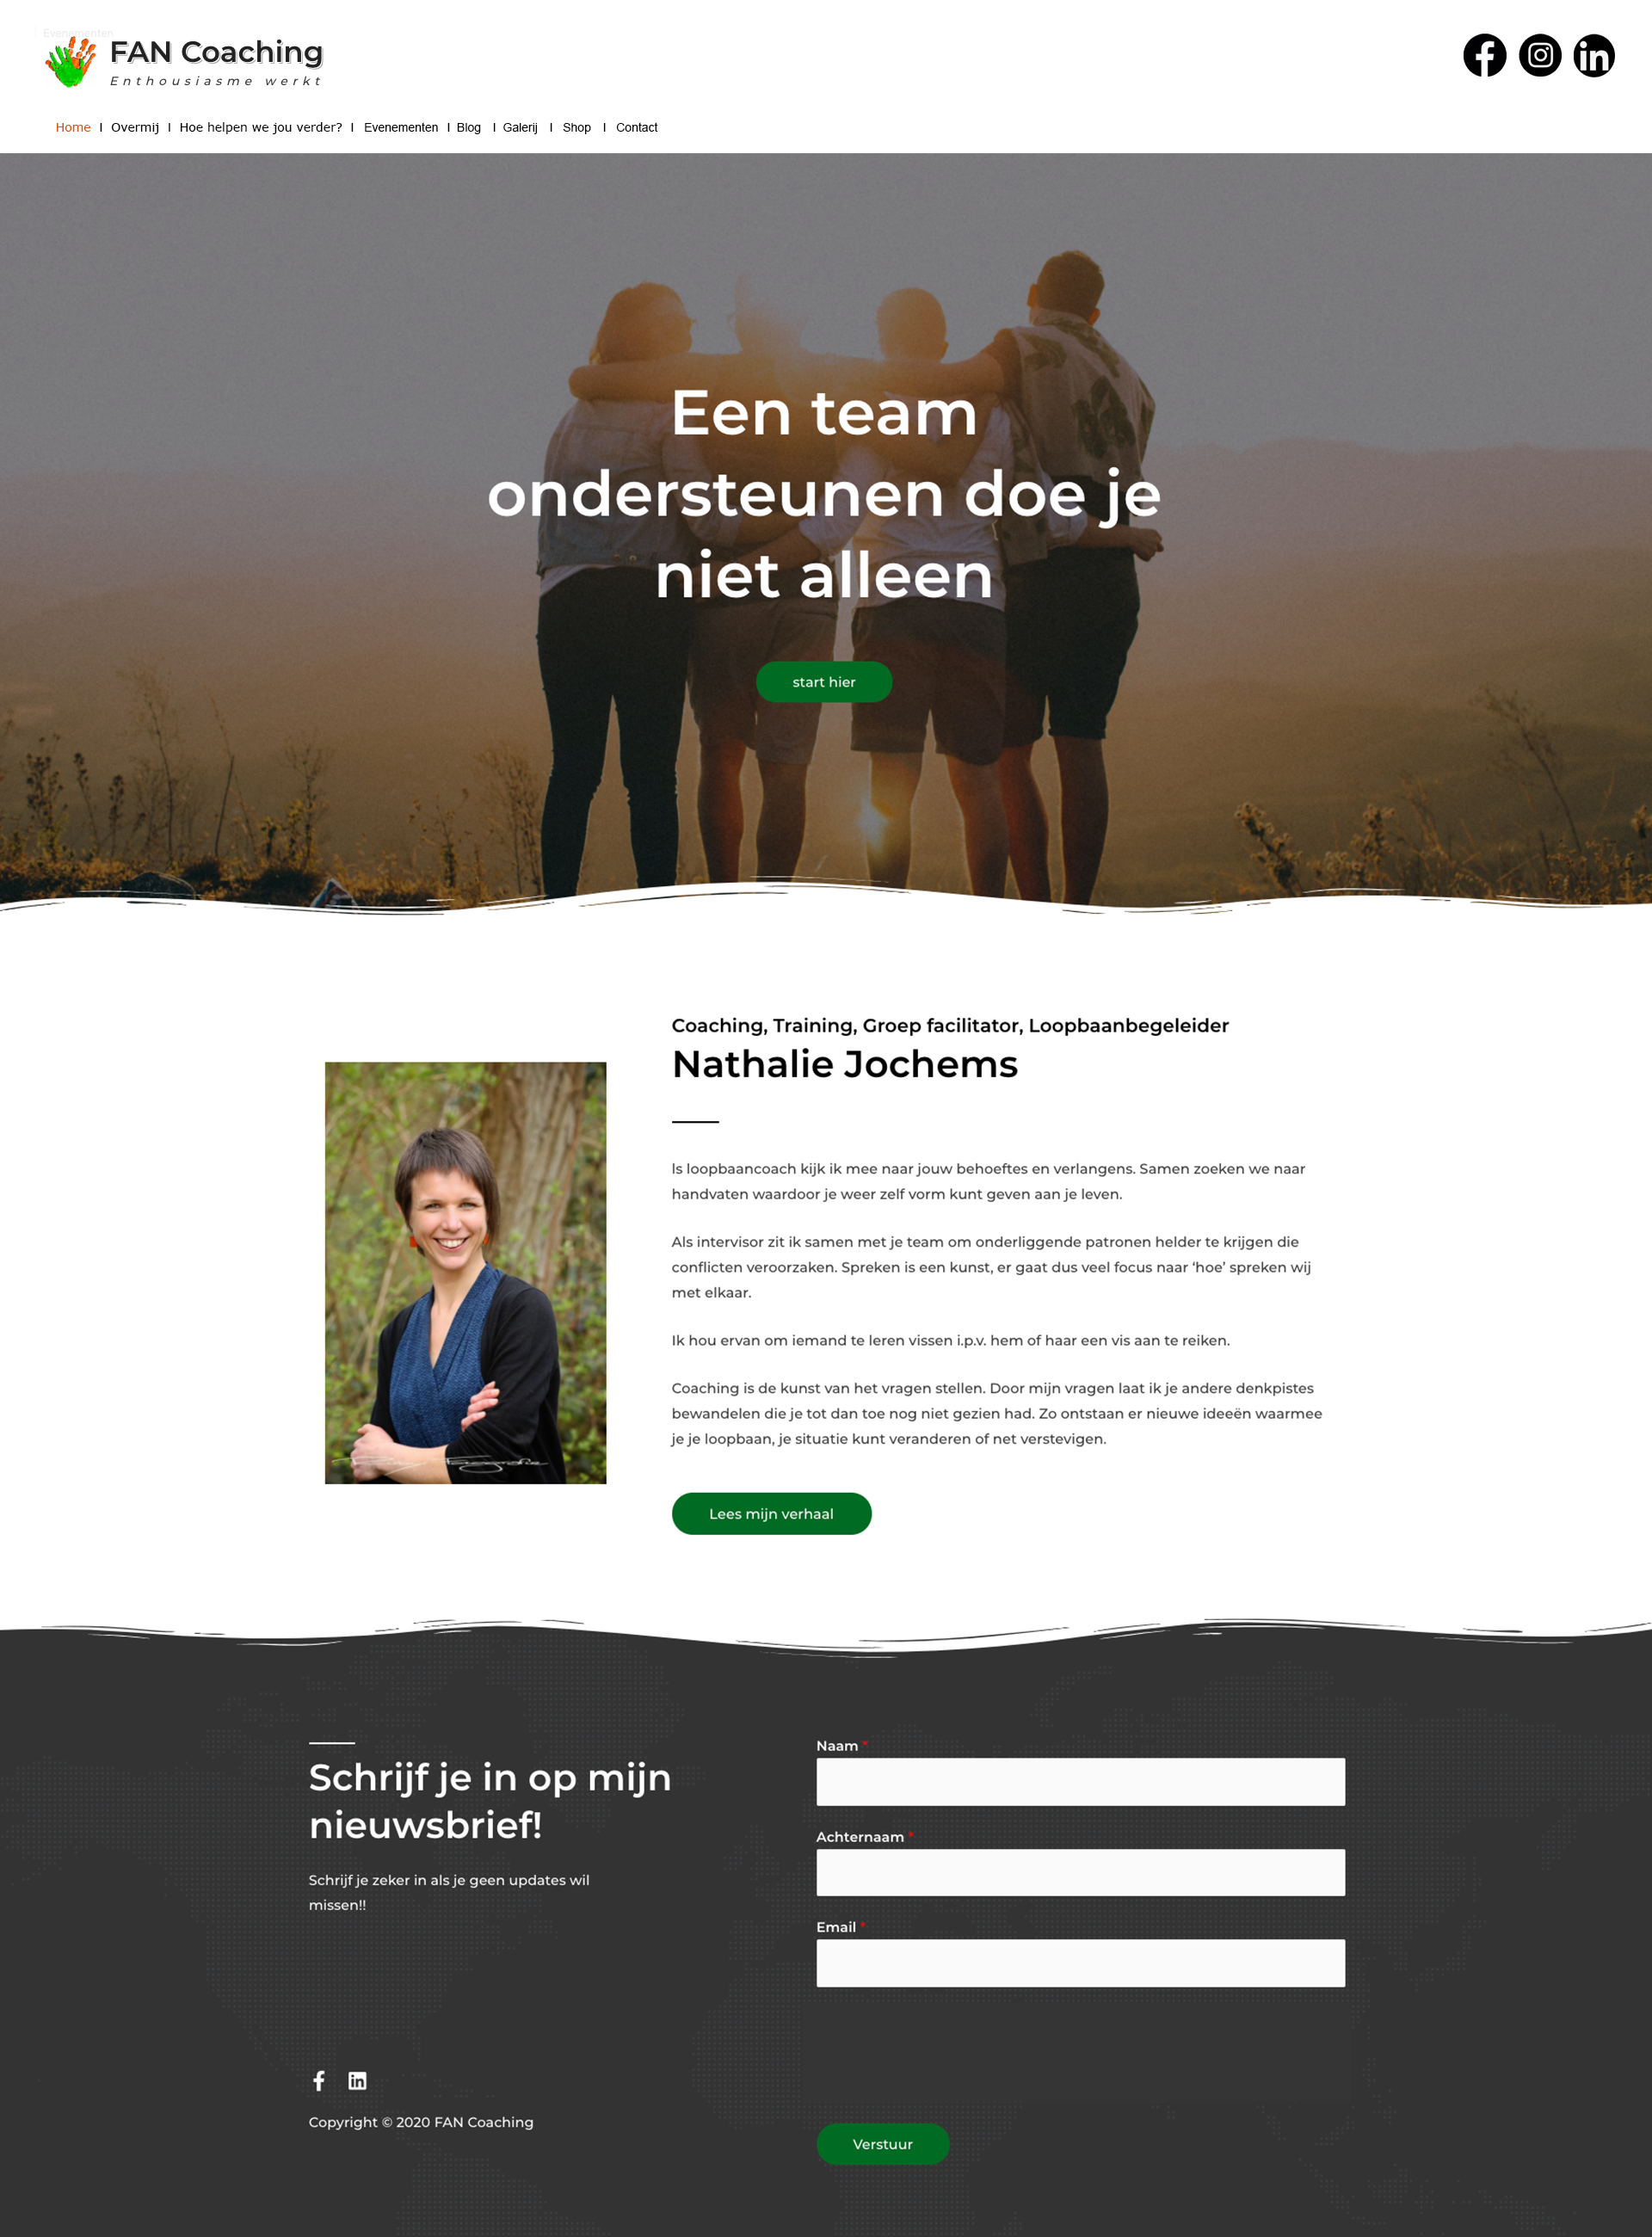 Evenementen
FAN Coaching
Enthousiasme werkt
Home I Overmij I Hoe helpen we jou verder? I Evenementen I Blog I Galerij I Shop I Contact
Een team
ondersteunen doe je
niet alleen
start hier
Coaching, Training, Groep facilitator, Loopbaanbegeleider
Nathalie Jochems
ls loopbaancoach kijk ik mee naar jouw behoeftes en verlangens. Samen zoeken we naar
handvaten waardoor je weer zelf vorm kunt geven aan je leven.
Als intervisor zit ik samen met je team om onderliggende patronen helder te krijgen die
conflicten veroorzaken. Spreken is een kunst, er gaat dus veel focus naar ‘hoe’ spreken wij
met elkaar.
Ik hou ervan om iemand te leren vissen i.p.v. hem of haar een vis aan te reiken.
Coaching is de kunst van het vragen stellen. Door mijn vragen laat ik je andere denkpistes
bewandelen die je tot dan toe nog niet gezien had. Zo ontstaan er nieuwe ideeën waarmee
je je loopbaan, je situatie kunt veranderen of net verstevigen.
Lees mijn verhaal
Schrijf je in op mijn
nieuwsbrief!
Schrijf je zeker in als je geen updates wil
missen!!
Naam *
Achternaam *
Email *
Copyright © 2020 FAN Coaching
Verstuur